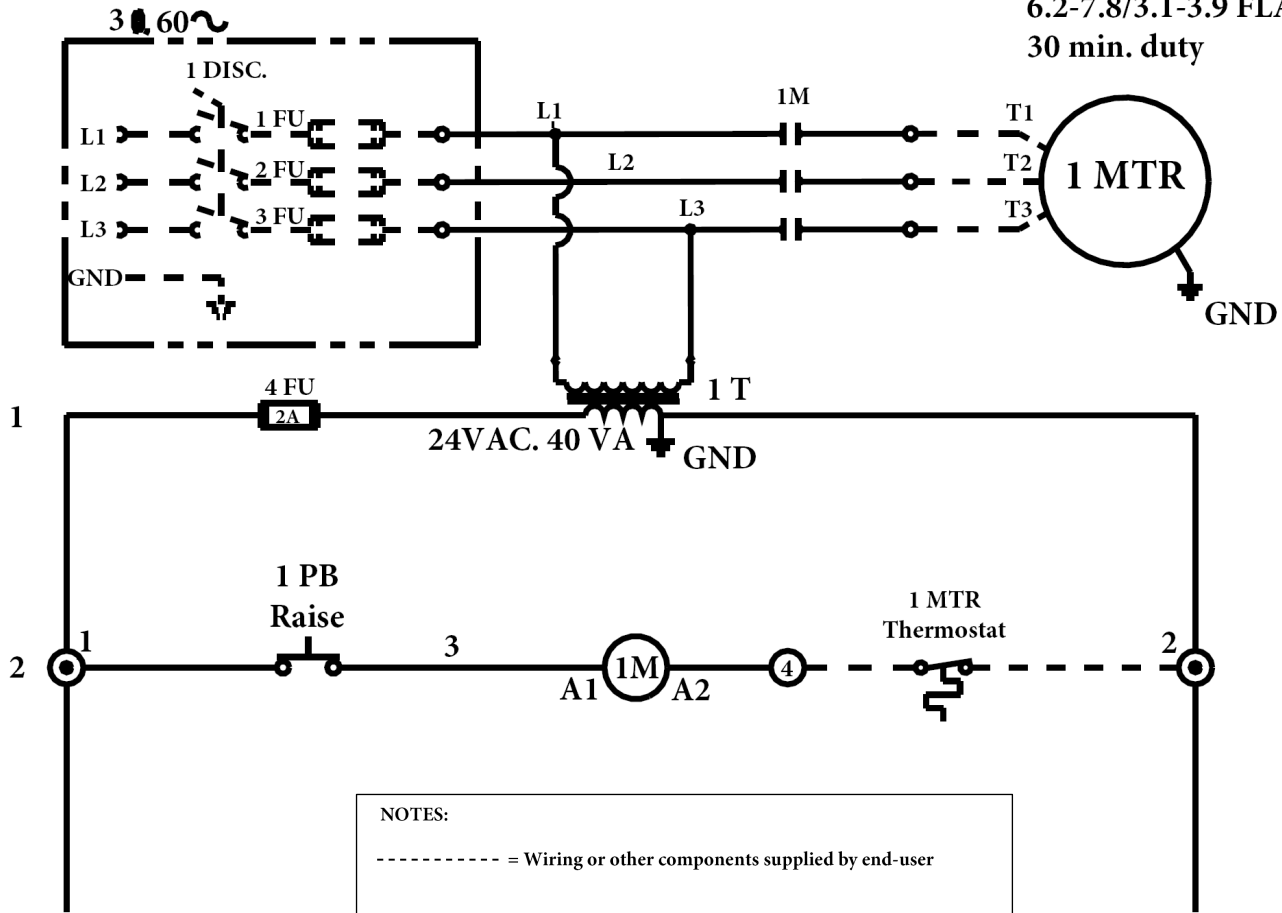 3 Ø, 60~
6.2-7.8/3.1-3.9 FLA
30 min. duty
1 DISC.
L1
1 FU
L1
1M
T1
L2
2 FU
L2
T2
1 MTR
L3
3 FU
L3
T3
GND
GND
4 FU
2A
1
1 T
24VAC. 40 VA
GND
1 PB
Raise
1 MTR
Thermostat
2
1
3
1M
A1
A2
4
2
NOTES:
= Wiring or other components supplied by end-user